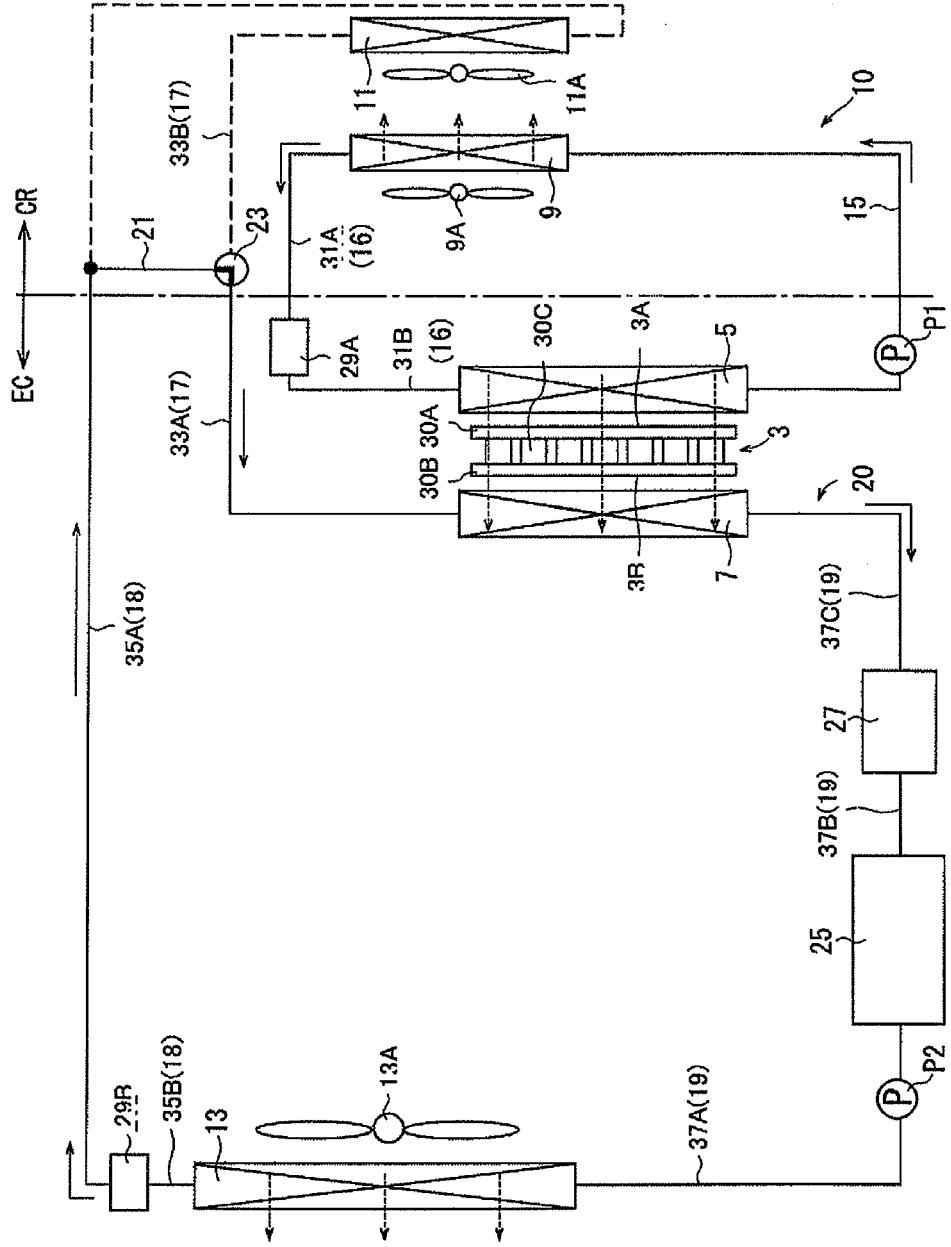 EC
CR
33B(17)
21
23
11
11A
10
9A
9
15
31A
(16)
29A
31B
(16)
30C
3A
5
P
P1
33A(17)
30A
30B
3
20
3B
7
35A(18)
37C(19)
27
37B(19)
25
29B
35B(18)
13
13A
37A(19)
P
P2